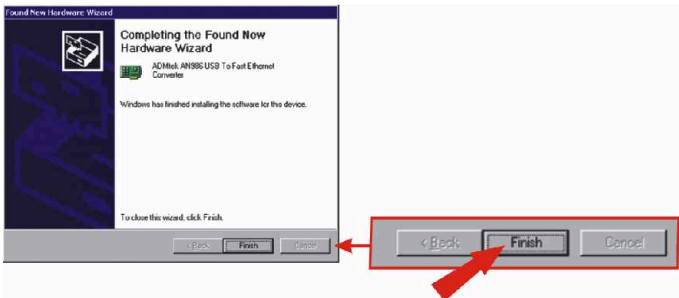 Found New Hardware Wizard
Completing the Found New
Hardware Wizard
ADMtek AN986 USB To Fast Ethernet
Converter
Windows has finished installing the software for this device.
To close this wizard, click Finish.
< Back Finish Cancel
< Back Finish Cancel